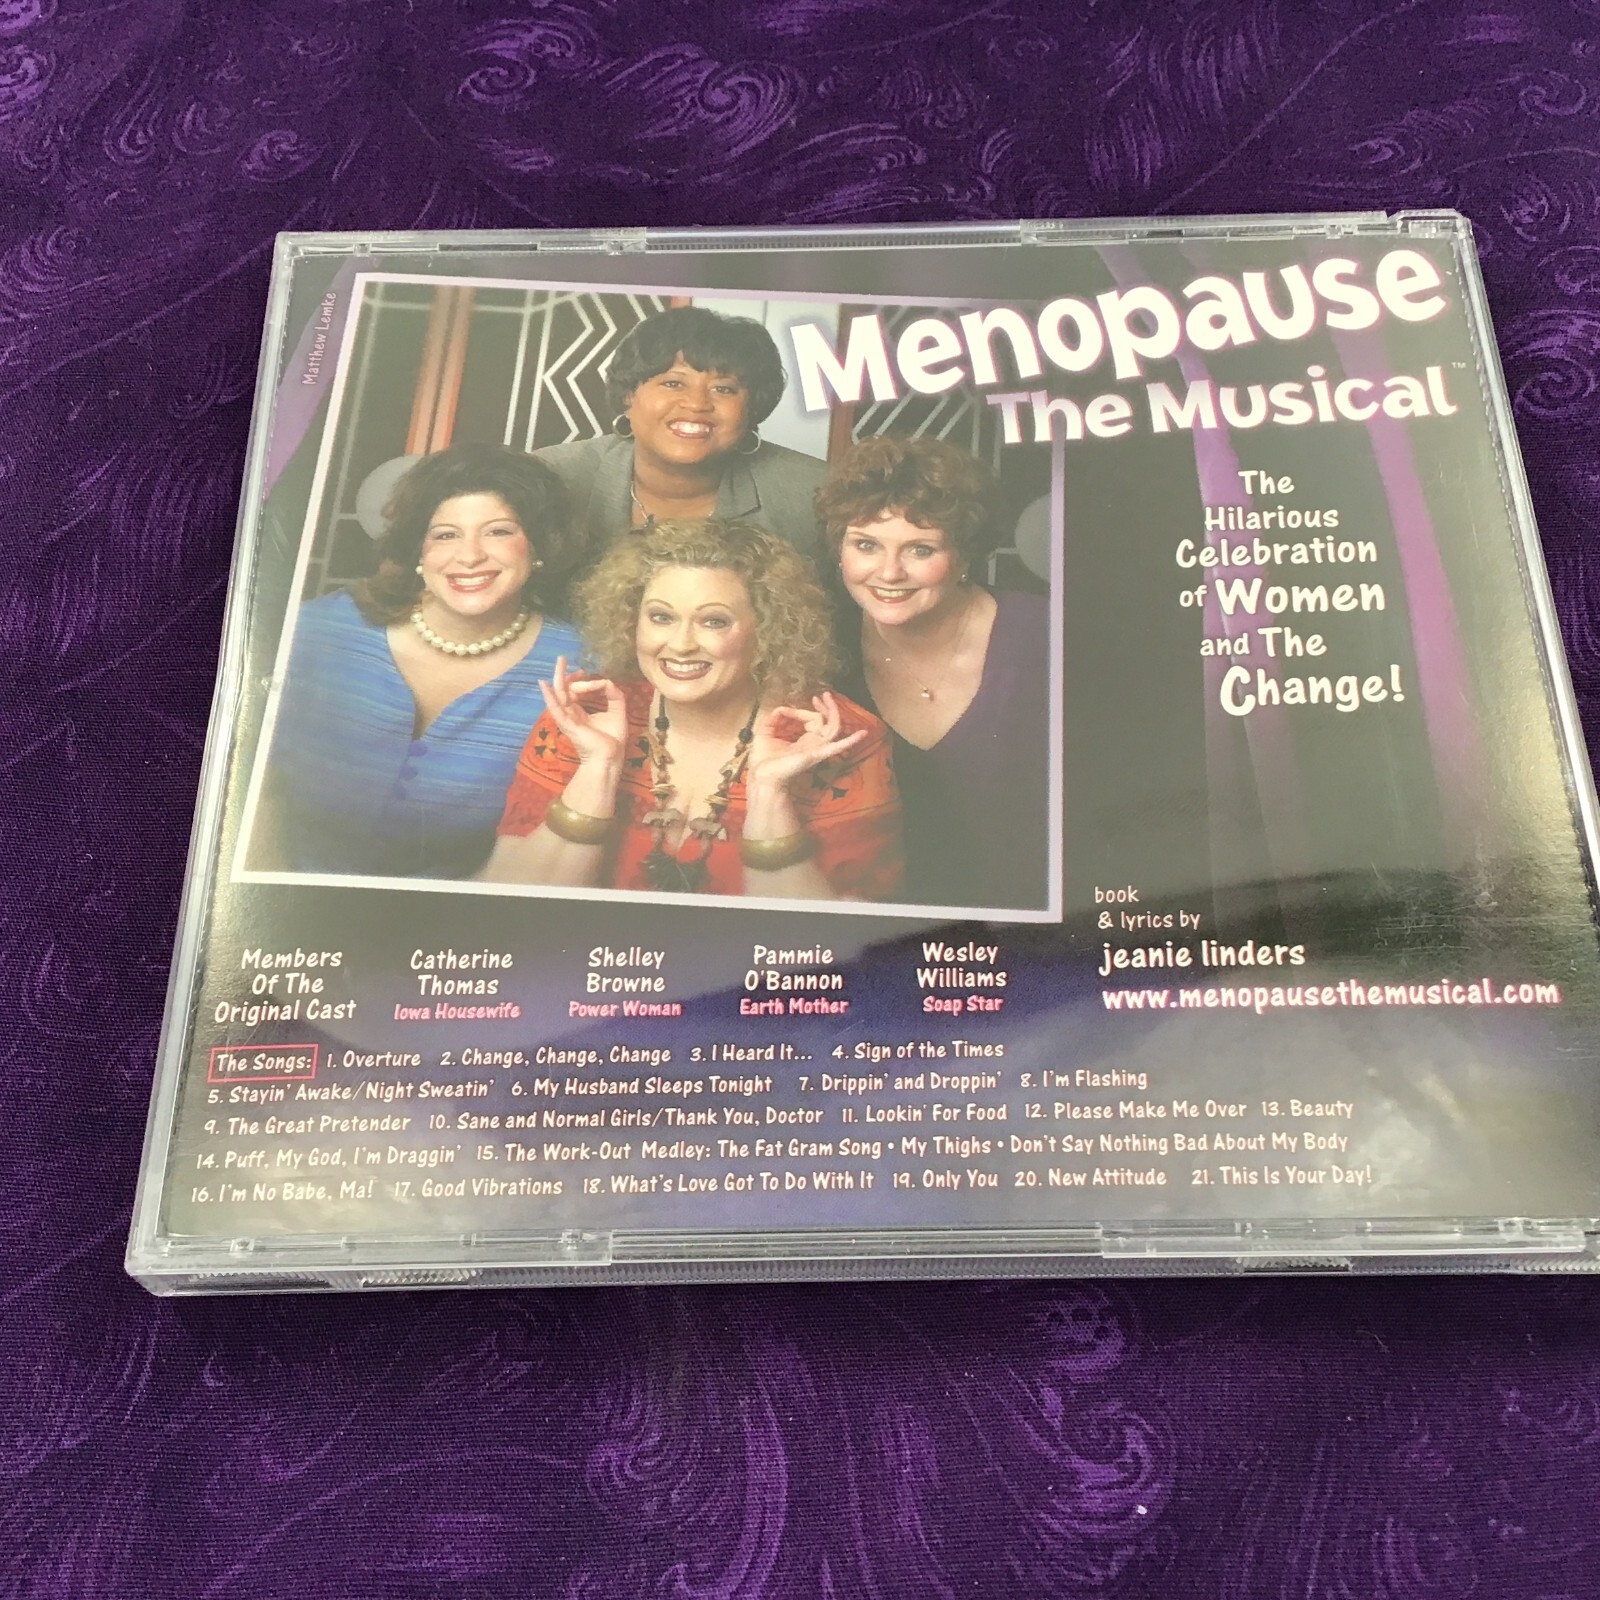 Matthew Lemke
Menopause
The Musical™
The
Hilarious
Celebration
of Women
and The
Change!
book
& lyrics by
jeanie linders
www.menopausethemusical.com
Members
Of The
Original Cast
Catherine
Thomas
Iowa Housewife
Shelley
Browne
Power Woman
Pammie
O'Bannon
Earth Mother
Wesley
Williams
Soap Star
The Songs: 1. Overture 2. Change, Change, Change 3. I Heard It... 4. Sign of the Times
5. Stayin' Awake/Night Sweatin' 6. My Husband Sleeps Tonight 7. Drippin' and Droppin' 8. I'm Flashing
9. The Great Pretender 10. Sane and Normal Girls/Thank You, Doctor 11. Lookin' For Food 12. Please Make Me Over 13. Beauty
14. Puff, My God, I'm Draggin' 15. The Work-Out Medley: The Fat Gram Song • My Thighs • Don't Say Nothing Bad About My Body
16. I'm No Babe, Ma! 17. Good Vibrations 18. What's Love Got To Do With It 19. Only You 20. New Attitude 21. This Is Your Day!